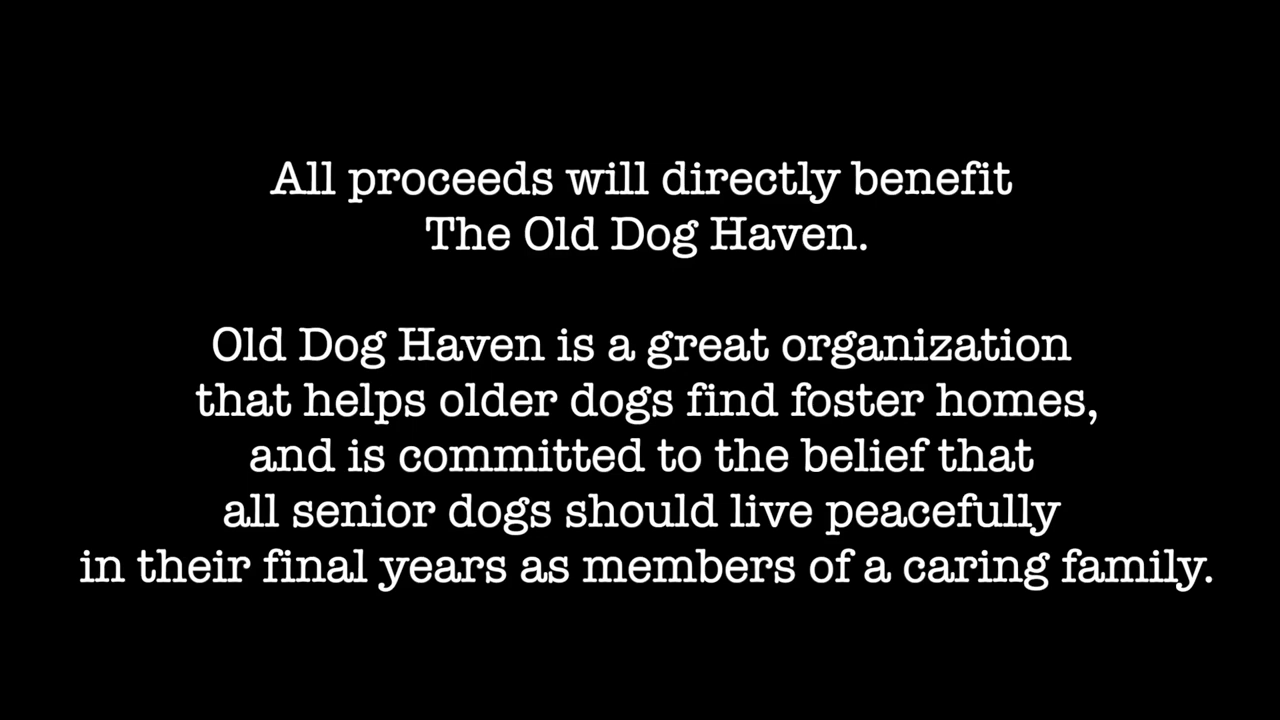 All proceeds will directly benefit
The Old Dog Haven.
Old Dog Haven is a great organization
that helps older dogs find foster homes,
and is committed to the belief that
all senior dogs should live peacefully
in their final years as members of a caring family.